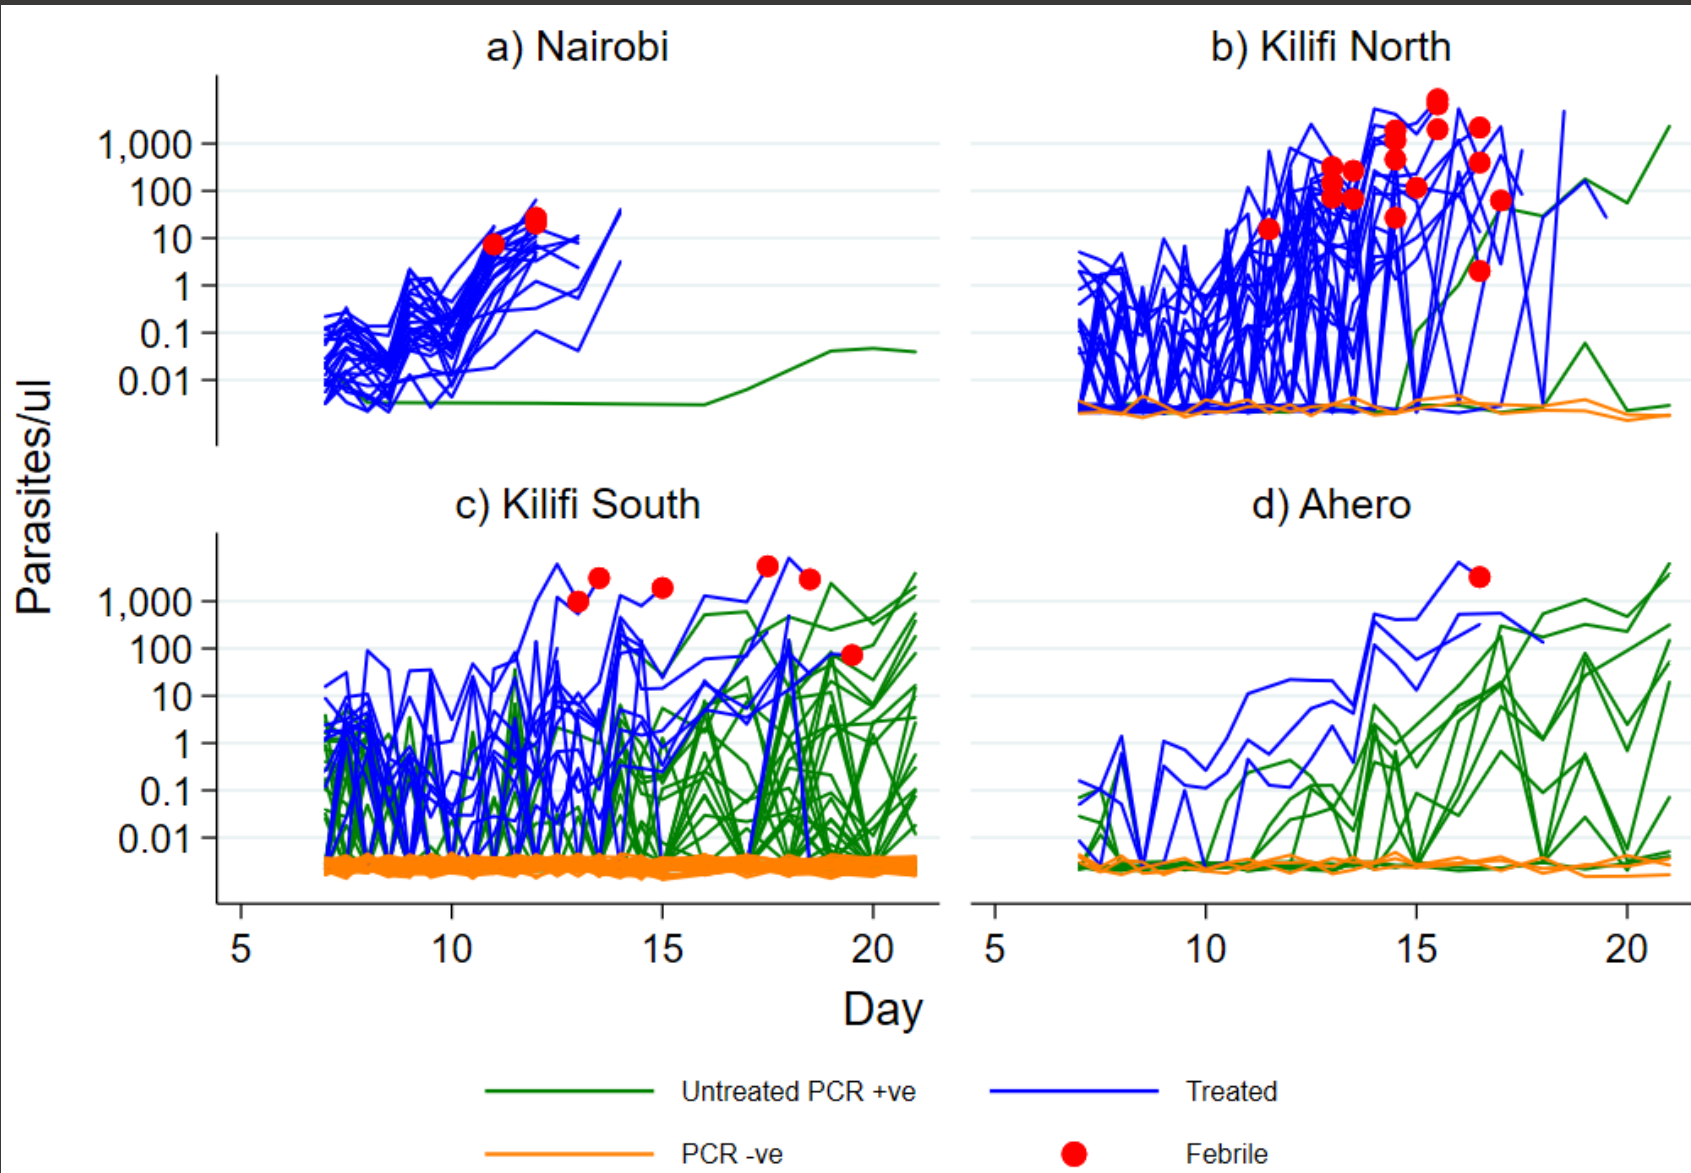 a) Nairobi
b) Kilifi North
1,000
100
10
1
0.1
0.01
Parasites/ul
c) Kilifi South
d) Ahero
1,000
100
10
1
0.1
0.01
5 10 15 20
5 10 15 20
Day
Untreated PCR +ve
Treated
PCR -ve
Febrile